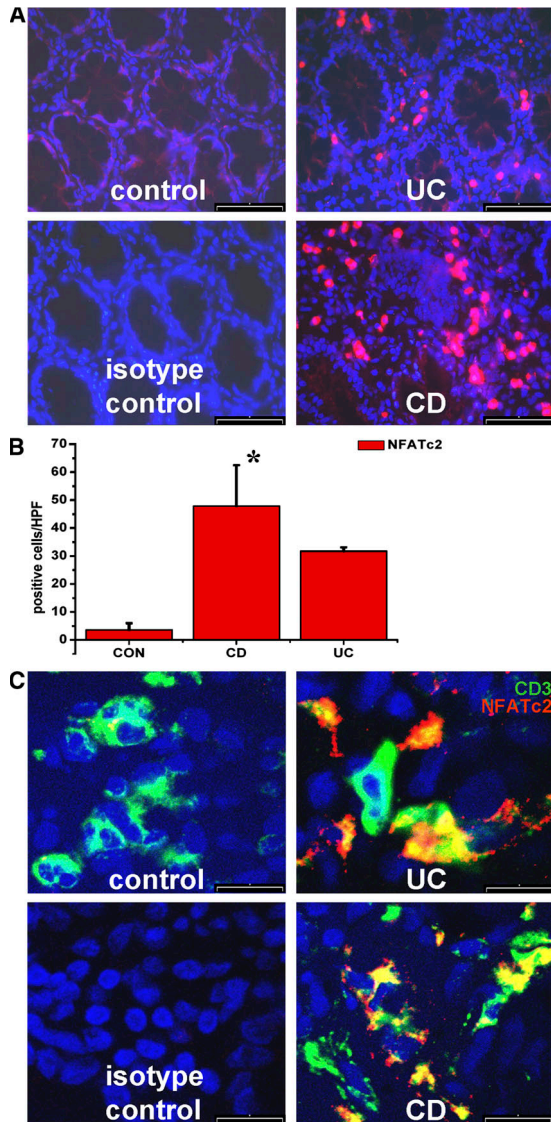 A
control
UC
isotype
control
CD
B
70
60
50
40
30
20
10
0
positive cells/HPF
NFATc2
*
CON
CD
UC
C
CD3
NFATc2
control
UC
isotype
control
CD